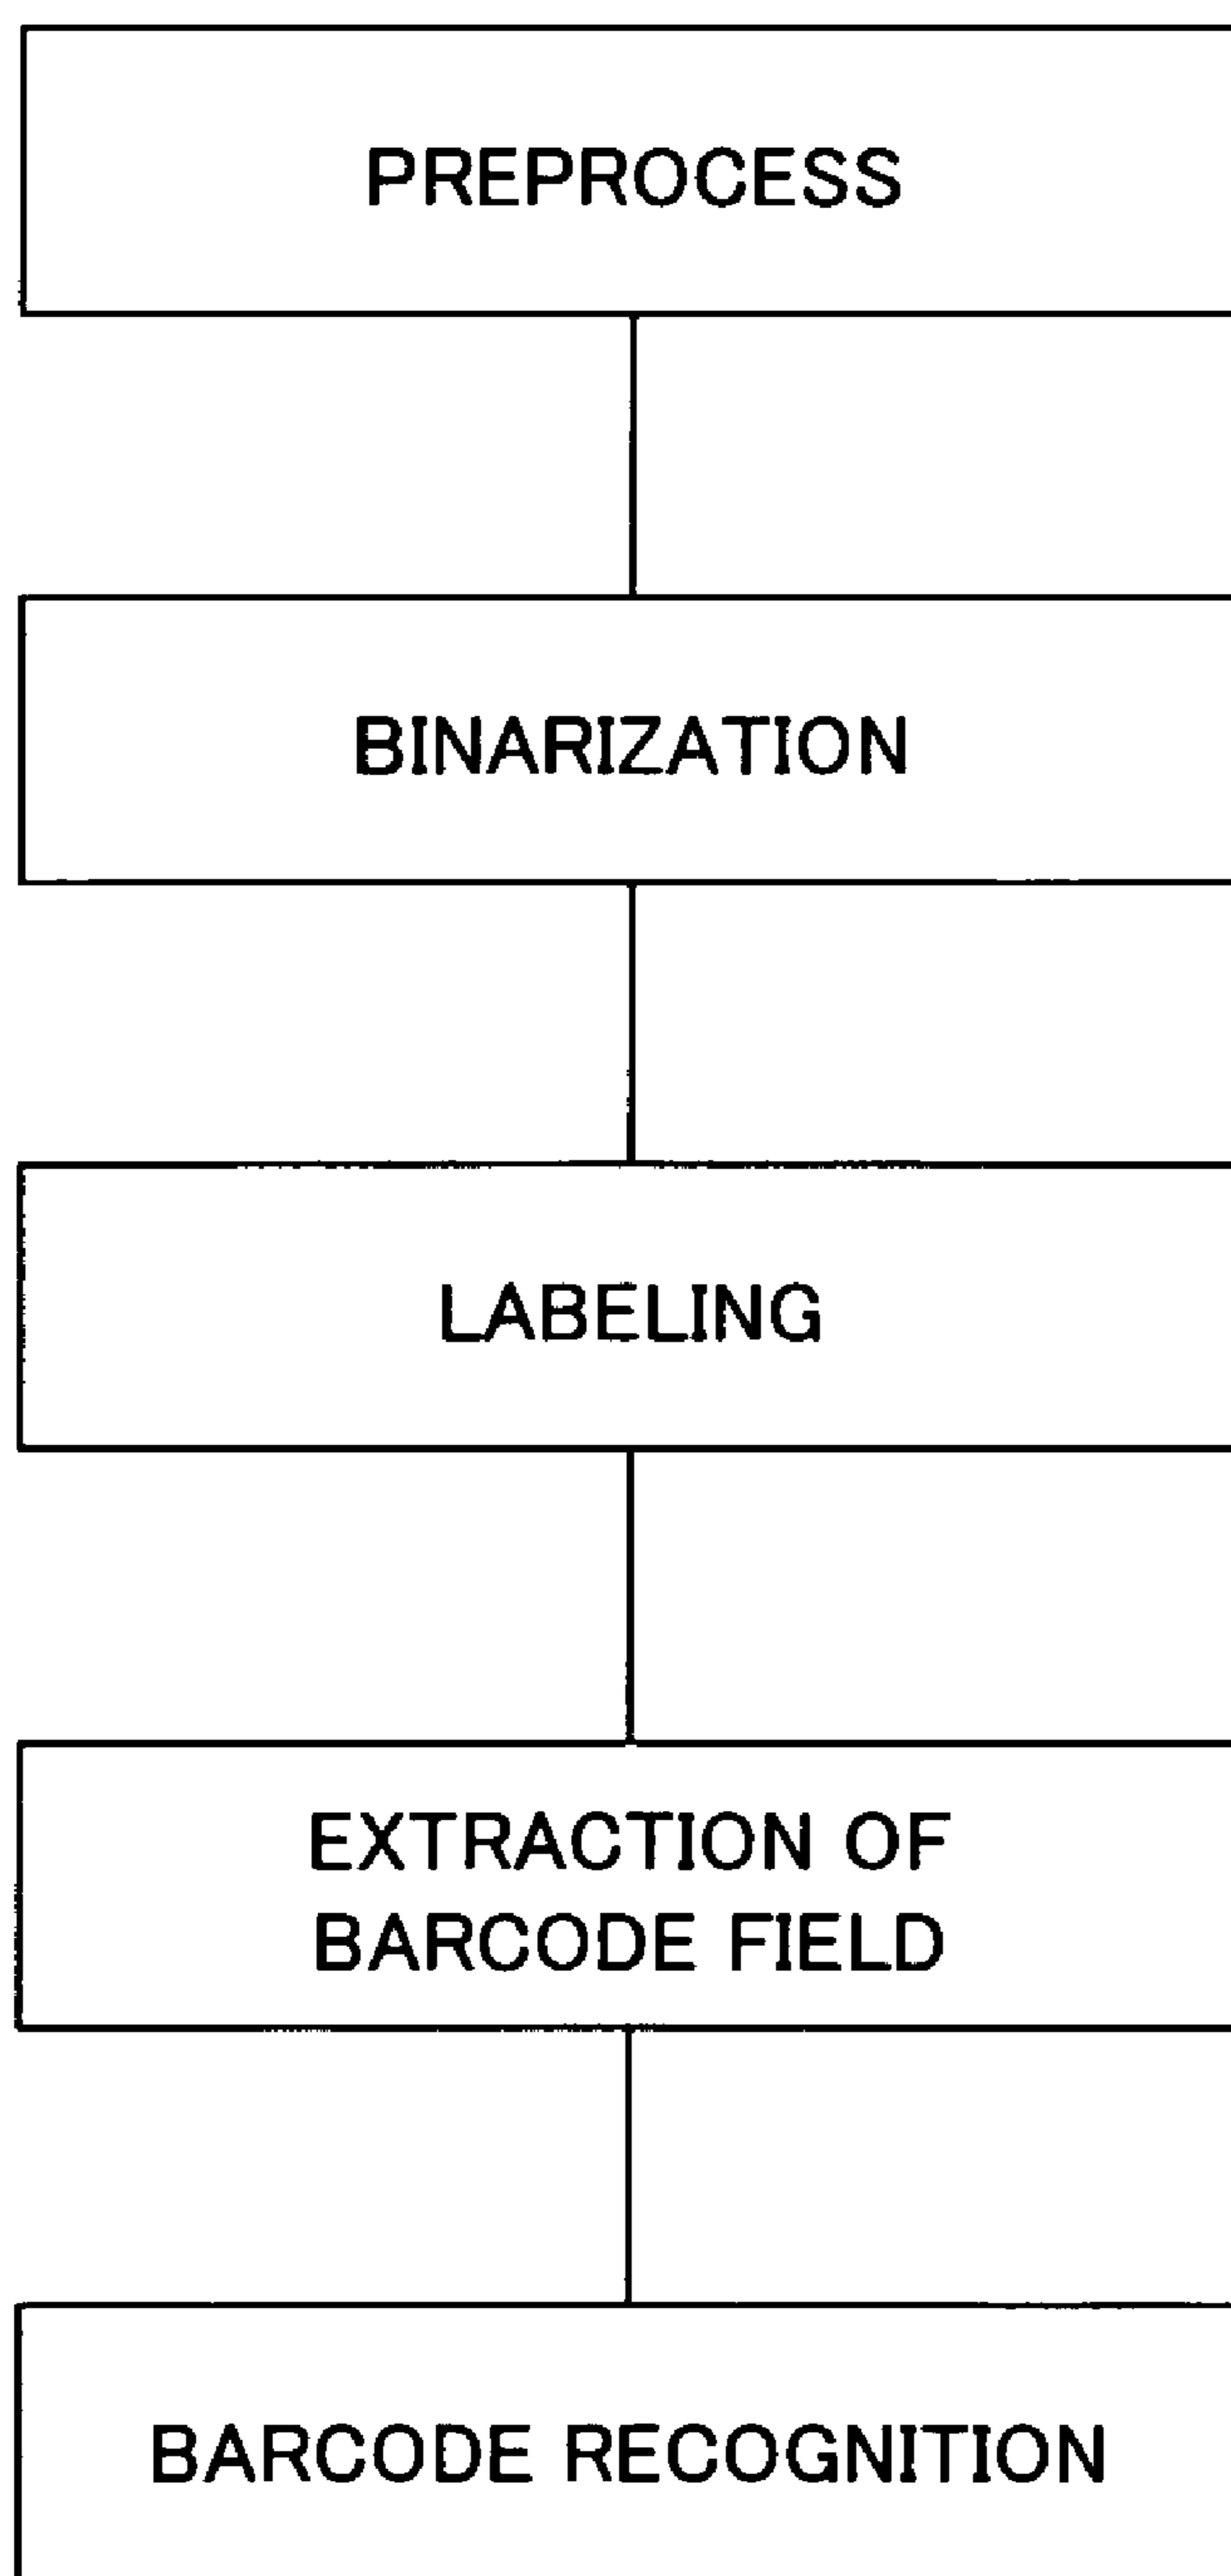 PREPROCESS
BINARIZATION
LABELING
EXTRACTION OF
BARCODE FIELD
BARCODE RECOGNITION